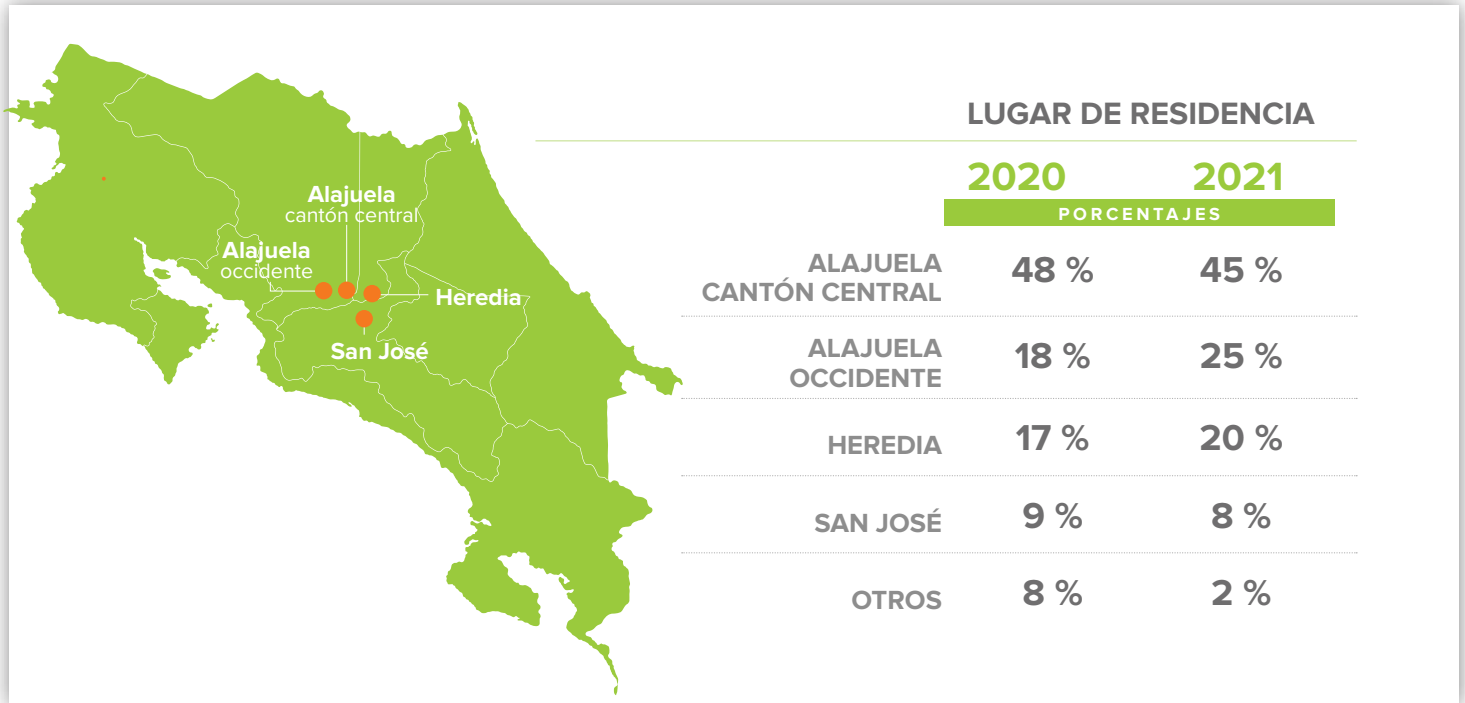 Alajuela
cantón central
Alajuela
occidente
Heredia
San José
LUGAR DE RESIDENCIA
2020 2021
PORCENTAJES
ALAJUELA
CANTÓN CENTRAL 48 % 45 %
ALAJUELA
OCCIDENTE 18 % 25 %
HEREDIA 17 % 20 %
SAN JOSÉ 9 % 8 %
OTROS 8 % 2 %